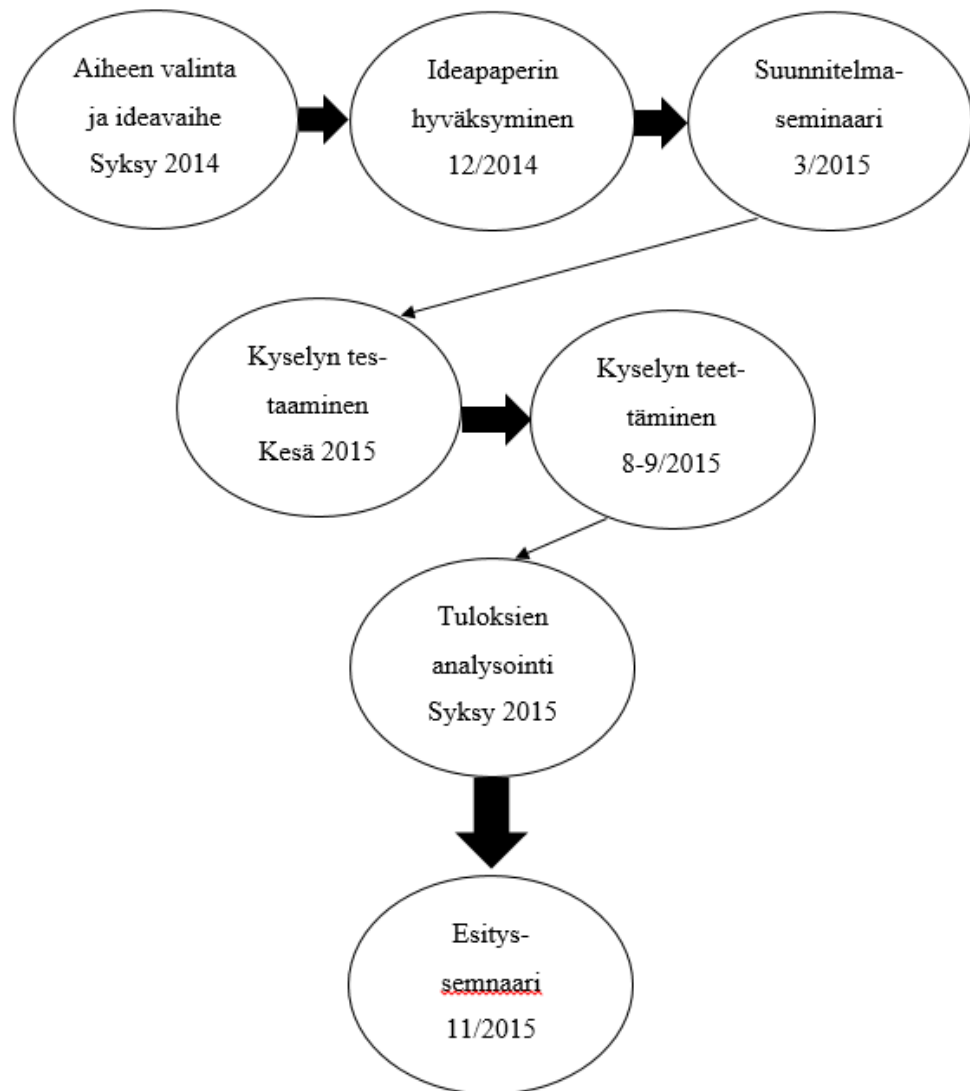 Aiheen valinta
ja ideavaihe
Syksy 2014
Ideapaperin
hyväksyminen
12/2014
Suunnitelma-
seminaari
3/2015
Kyselyn tes-
taaminen
Kesä 2015
Kyselyn teet-
täminen
8-9/2015
Tuloksien
analysointi
Syksy 2015
Esitys-
semnaari
11/2015